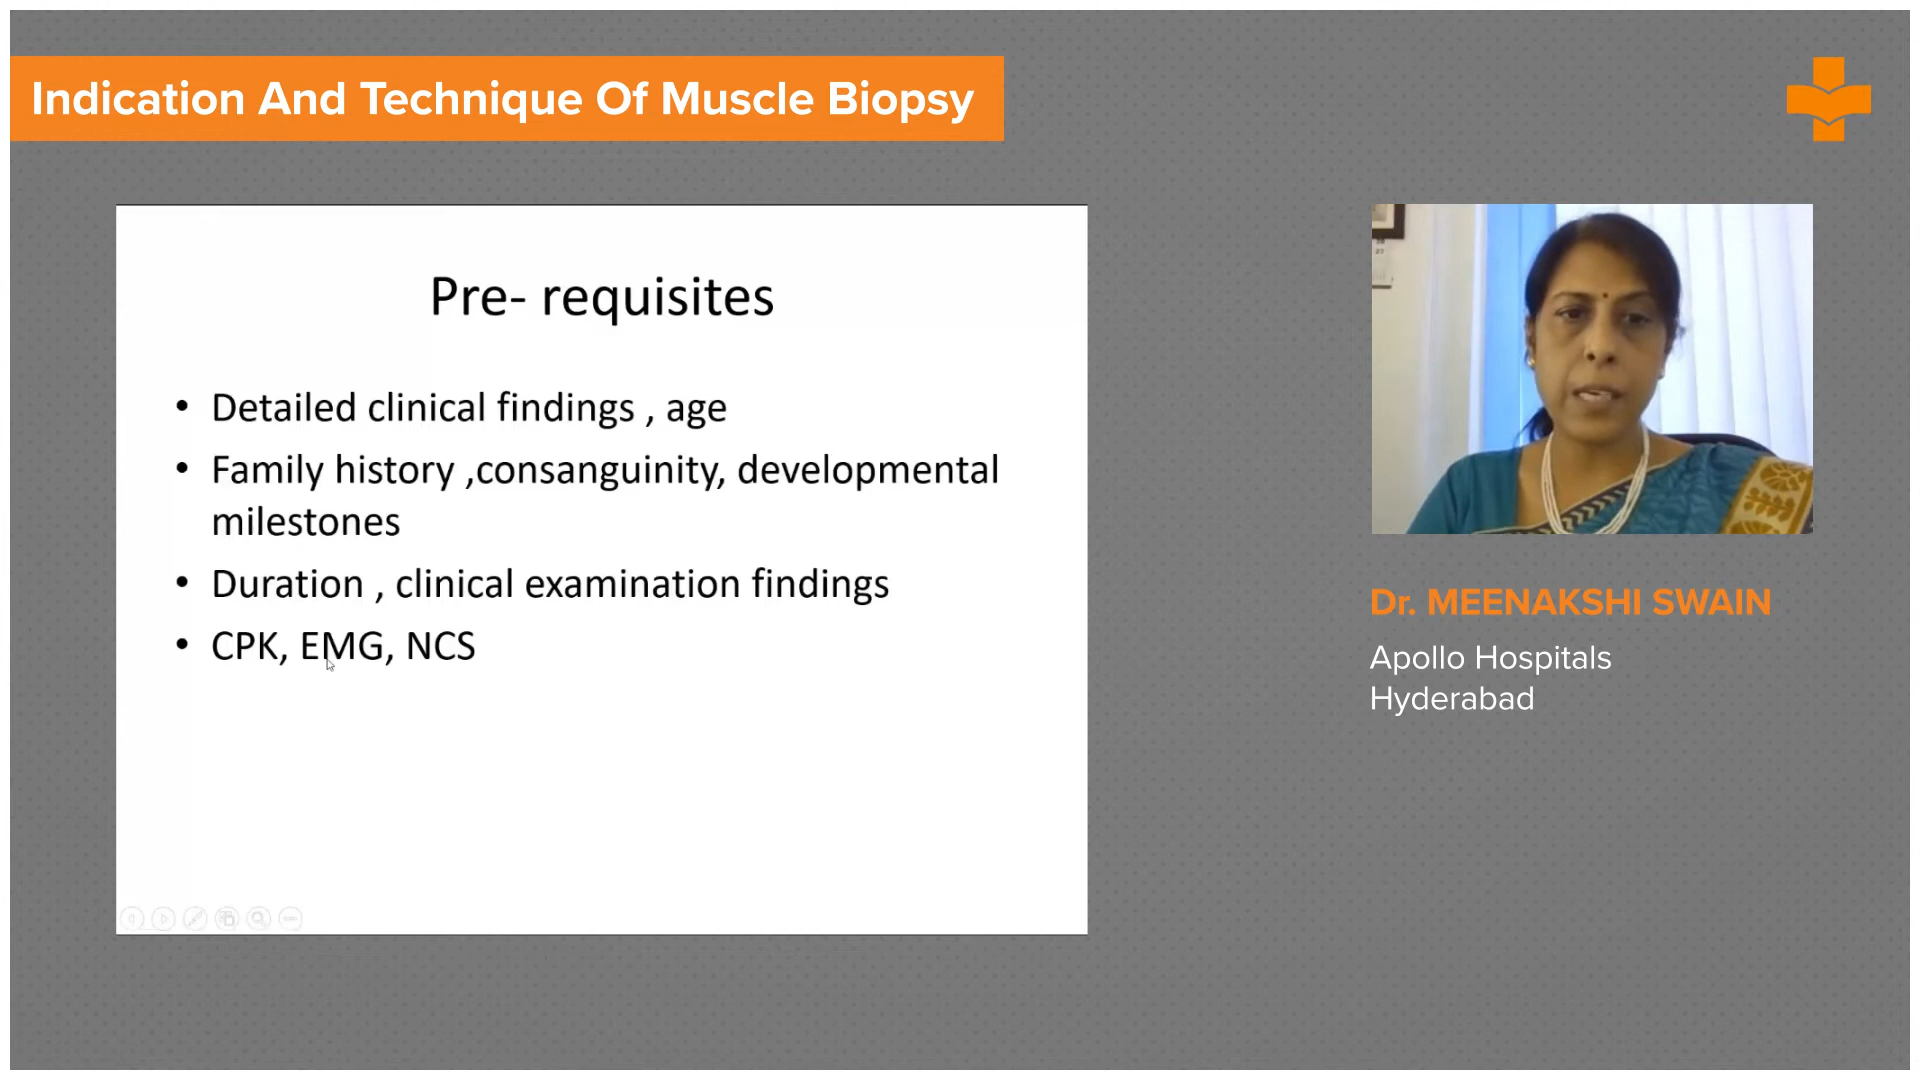 Indication And Technique Of Muscle Biopsy
Pre- requisites
• Detailed clinical findings , age
• Family history ,consanguinity, developmental
milestones
• Duration , clinical examination findings
• CPK, EMG, NCS
Dr. MEENAKSHI SWAIN
Apollo Hospitals
Hyderabad